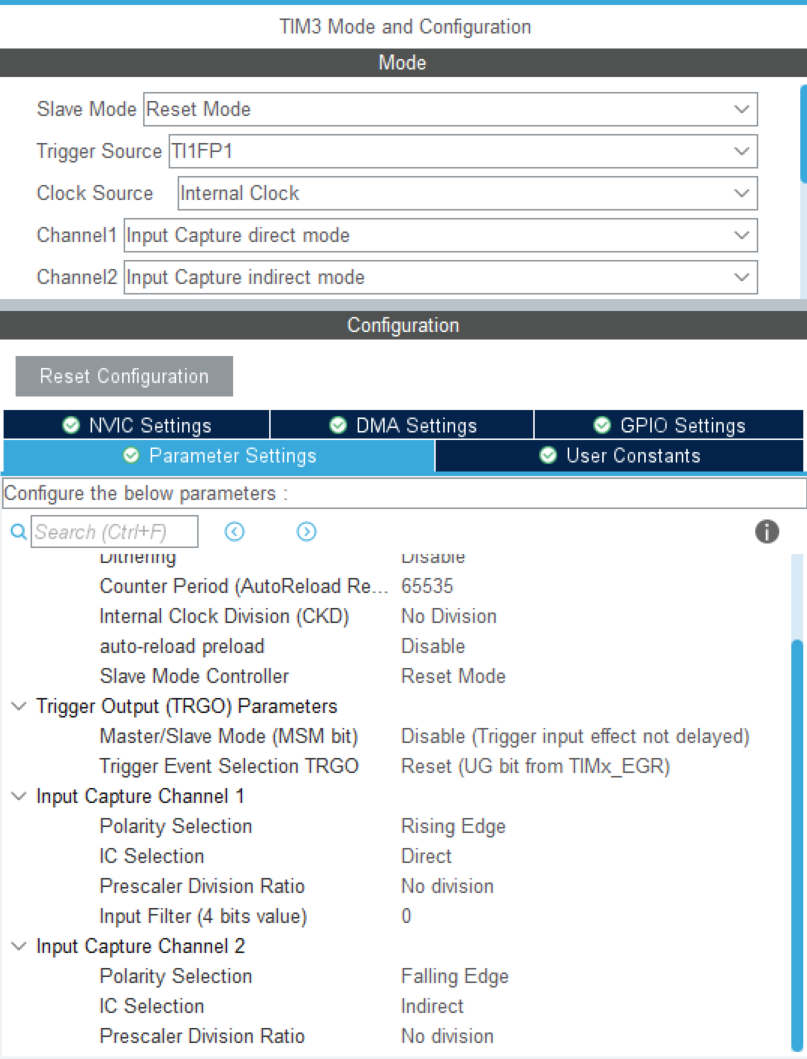 TIM3 Mode and Configuration
Mode
Slave Mode Reset Mode
Trigger Source TI1FP1
Clock Source Internal Clock
Channel1 Input Capture direct mode
Channel2 Input Capture indirect mode
Configuration
Reset Configuration
NVIC Settings DMA Settings GPIO Settings
Parameter Settings User Constants
Configure the below parameters :
Search (Ctrl+F)
Dithering Disable
Counter Period (AutoReload Re... 65535
Internal Clock Division (CKD) No Division
auto-reload preload Disable
Slave Mode Controller Reset Mode
Trigger Output (TRGO) Parameters
Master/Slave Mode (MSM bit) Disable (Trigger input effect not delayed)
Trigger Event Selection TRGO Reset (UG bit from TIMx_EGR)
Input Capture Channel 1
Polarity Selection Rising Edge
IC Selection Direct
Prescaler Division Ratio No division
Input Filter (4 bits value) 0
Input Capture Channel 2
Polarity Selection Falling Edge
IC Selection Indirect
Prescaler Division Ratio No division